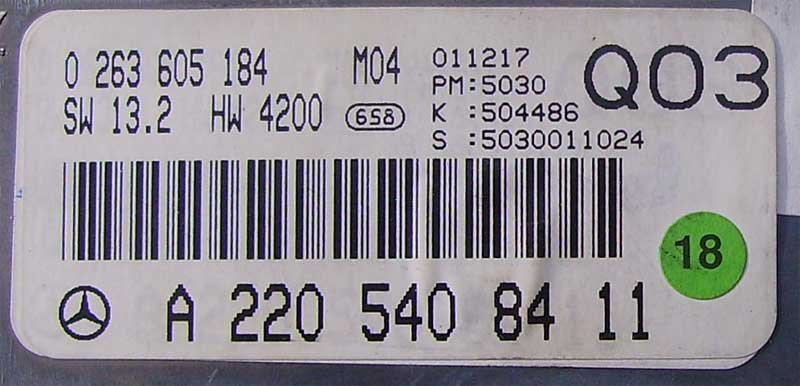 0 263 605 184 M04
SW 13.2 HW 4200 658
011217
PM:5030
K :504486
S :5030011024
Q03
18
A 220 540 84 11